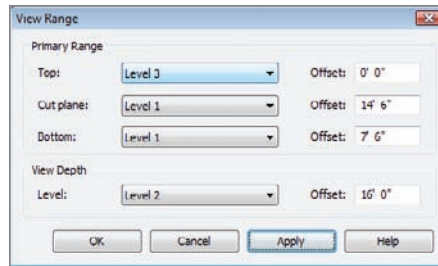 View Range
Primary Range
Top: Level 3 Offset: 0' 0"
Cut plane: Level 1 Offset: 14' 6"
Bottom: Level 1 Offset: 7' 6"
View Depth
Level: Level 2 Offset: 16' 0"
OK Cancel Apply Help